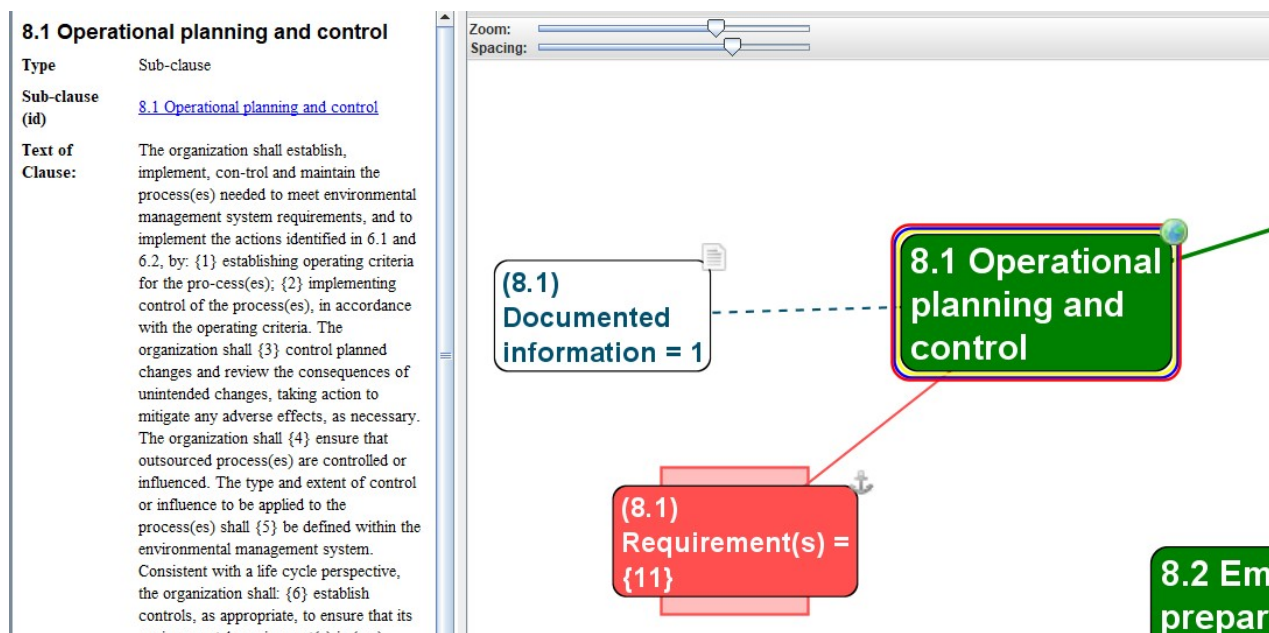 8.1 Operational planning and control
Type Sub-clause
Sub-clause (id) 8.1 Operational planning and control
Text of Clause:
The organization shall establish,
implement, con-trol and maintain the
process(es) needed to meet environmental
management system requirements, and to
implement the actions identified in 6.1 and
6.2, by: {1} establishing operating criteria
for the pro-cess(es); {2} implementing
control of the process(es), in accordance
with the operating criteria. The
organization shall {3} control planned
changes and review the consequences of
unintended changes, taking action to
mitigate any adverse effects, as necessary.
The organization shall {4} ensure that
outsourced process(es) are controlled or
influenced. The type and extent of control
or influence to be applied to the
process(es) shall {5} be defined within the
environmental management system.
Consistent with a life cycle perspective,
the organization shall: {6} establish
controls, as appropriate, to ensure that its
Zoom:
Spacing:
(8.1)
Documented
information = 1
8.1 Operational
planning and
control
(8.1)
Requirement(s) =
{11}
8.2 Em
prepar